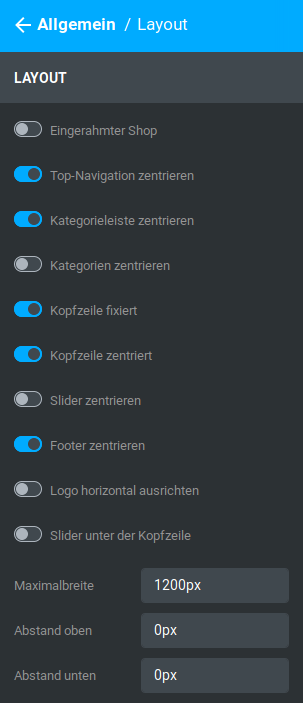 Allgemein / Layout
LAYOUT
Eingerahmter Shop
Top-Navigation zentrieren
Kategorieleiste zentrieren
Kategorien zentrieren
Kopfzeile fixiert
Kopfzeile zentriert
Slider zentrieren
Footer zentrieren
Logo horizontal ausrichten
Slider unter der Kopfzeile
Maximalbreite 1200px
Abstand oben 0px
Abstand unten 0px